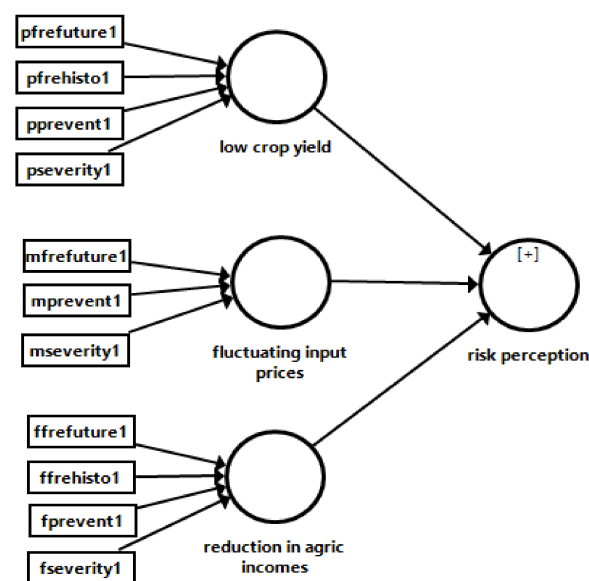 pfrefuture1
pfrehisto1
pprevent1
pseverity1
low crop yield
mfrefuture1
mprevent1
mseverity1
fluctuating input
prices
[+]
risk perception
ffrefuture1
ffrehisto1
fprevent1
fseverity1
reduction in agric
incomes